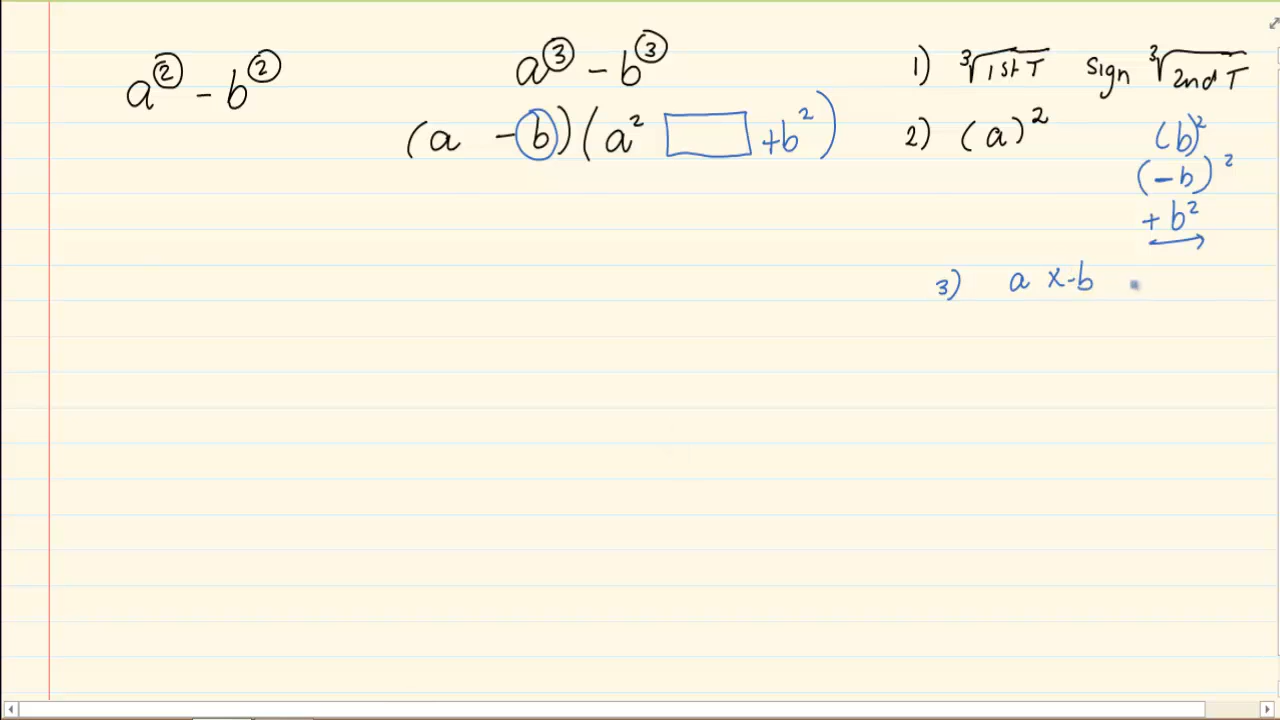 a² - b²
a³ - b³
(a - b)(a² + b²)
1) ∛1st T sign ∛2nd T
2) (a)² (b)²
(-b)²
+ b²
3) a x -b